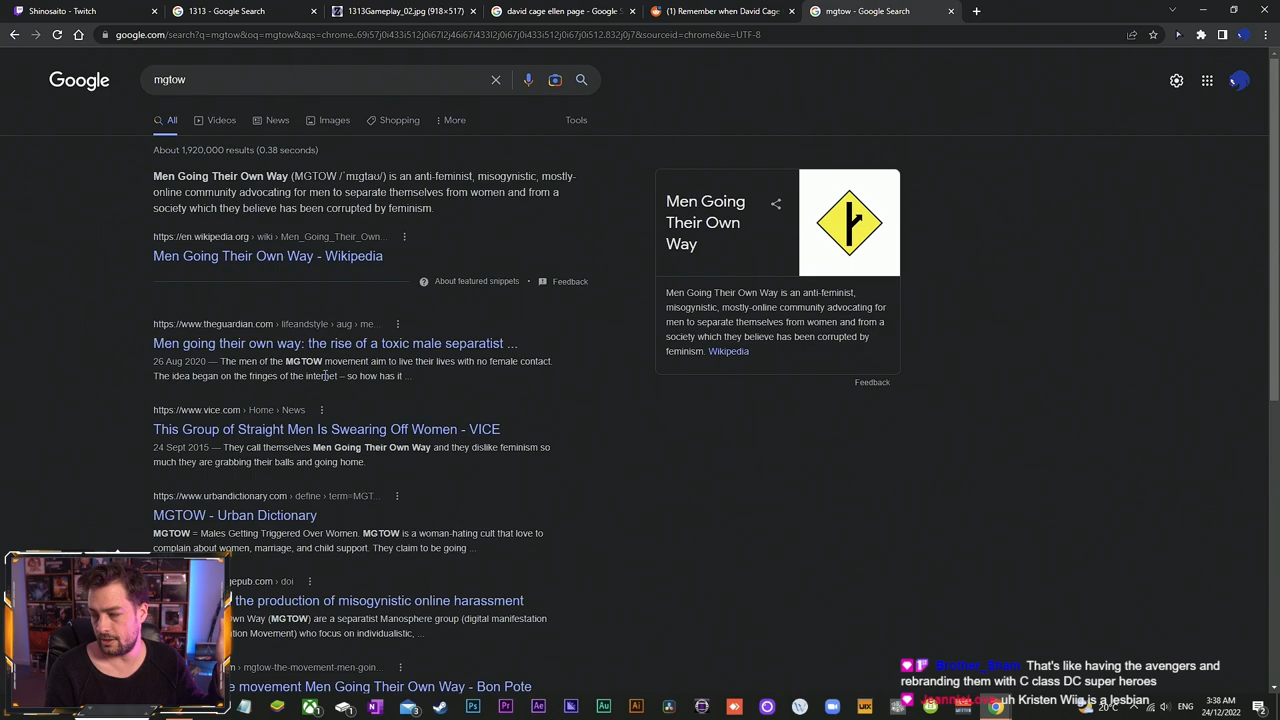 Shinosaito - Twitch
1313 - Google Search
1313Gameplay_02.jpg (918×517)
david cage ellen page - Google S
(1) Remember when David Cage
mgtow - Google Search
google.com/search?q=mgtow&oq=mgtow&aqs=chrome..69i57j0i433i512j0i67l2j46i67i433l2j0i67j0i512j0i67j0i512.832j0j7&sourceid=chrome&ie=UTF-8
Google
mgtow
All
Videos
News
Images
Shopping
More
Tools
About 1,920,000 results (0.38 seconds)
Men Going Their Own Way (MGTOW /ˈmɪɡtaʊ/) is an anti-feminist, misogynistic, mostly-
online community advocating for men to separate themselves from women and from a
society which they believe has been corrupted by feminism.
https://en.wikipedia.org › wiki › Men_Going_Their_Own...
Men Going Their Own Way - Wikipedia
About featured snippets • Feedback
https://www.theguardian.com › lifeandstyle › aug › me...
Men going their own way: the rise of a toxic male separatist ...
26 Aug 2020 — The men of the MGTOW movement aim to live their lives with no female contact.
The idea began on the fringes of the internet – so how has it ...
https://www.vice.com › Home › News
This Group of Straight Men Is Swearing Off Women - VICE
24 Sept 2015 — They call themselves Men Going Their Own Way and they dislike feminism so
much they are grabbing their balls and going home.
https://www.urbandictionary.com › define › term=MGT...
MGTOW - Urban Dictionary
MGTOW = Males Getting Triggered Over Women. MGTOW is a woman-hating cult that love to
complain about women, marriage, and child support. They claim to be going ...
gepub.com › doi
the production of misogynistic online harassment
wn Way (MGTOW) are a separatist Manosphere group (digital manifestation
ation Movement) who focus on individualistic, ...
m › mgtow-the-movement-men-goin...
e movement Men Going Their Own Way - Bon Pote
Men Going
Their Own
Way
Men Going Their Own Way is an anti-feminist,
misogynistic, mostly-online community advocating for
men to separate themselves from women and from a
society which they believe has been corrupted by
feminism. Wikipedia
Feedback
Brother_Sham That's like having the avengers and
rebranding them with C class DC super heroes
uh Kristen Wiig is a lesbian
3:38 AM
24/12/2022